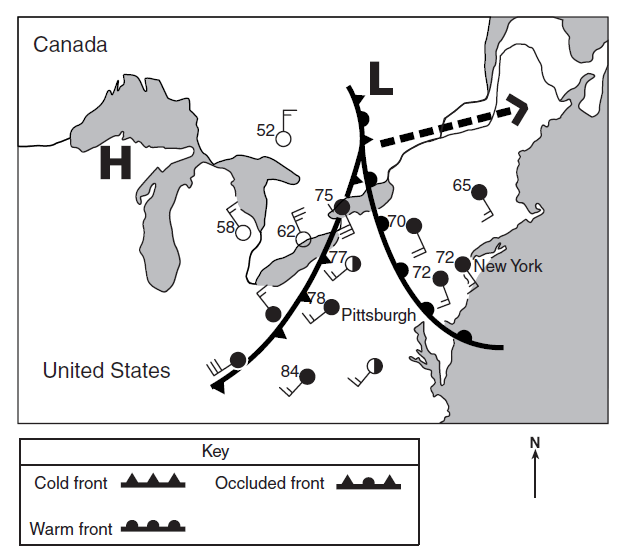 Canada
L
52
H
75
65
58
62
70
77
72
72
New York
78
Pittsburgh
United States
84
Key
N
Cold front
Occluded front
Warm front